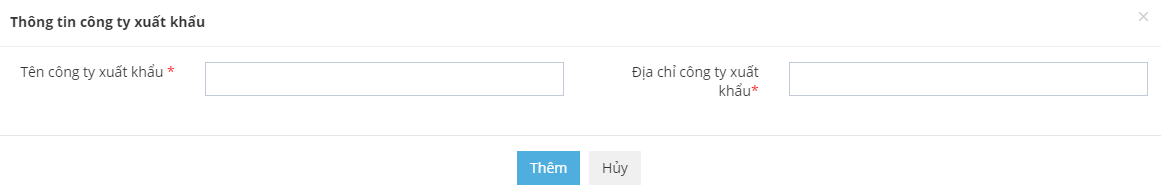 Thông tin công ty xuất khẩu
Tên công ty xuất khẩu *
Địa chỉ công ty xuất
khẩu*
Thêm
Hủy